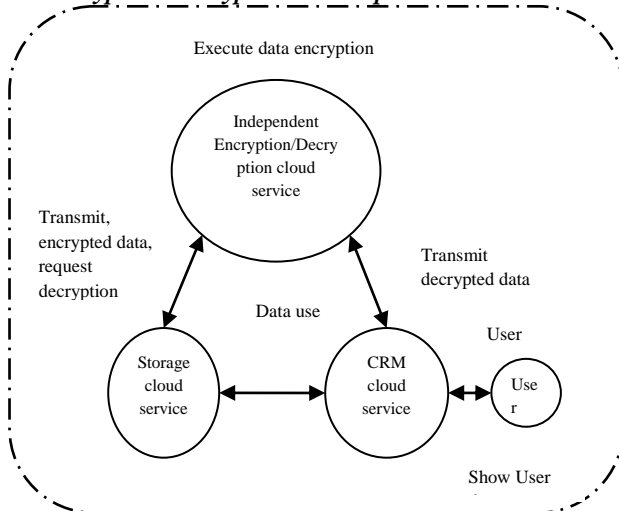 Execute data encryption
Independent
Encryption/Decry
ption cloud
service
Transmit,
encrypted data,
request
decryption
Transmit
decrypted data
Data use
User
Storage
cloud
service
CRM
cloud
service
Use
r
Show User